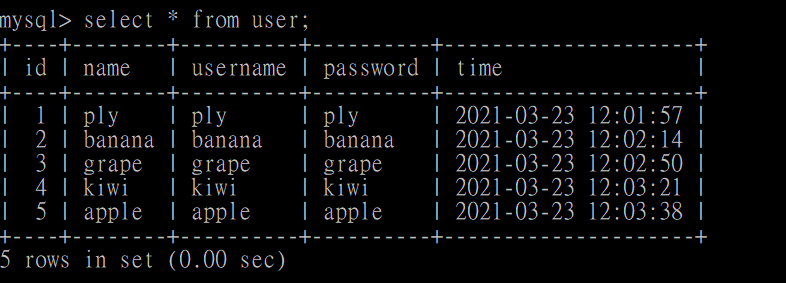 mysql> select * from user;
+----+--------+----------+----------+---------------------+
| id | name   | username | password | time                |
+----+--------+----------+----------+---------------------+
|  1 | ply    | ply      | ply      | 2021-03-23 12:01:57 |
|  2 | banana | banana   | banana   | 2021-03-23 12:02:14 |
|  3 | grape  | grape    | grape    | 2021-03-23 12:02:50 |
|  4 | kiwi   | kiwi     | kiwi     | 2021-03-23 12:03:21 |
|  5 | apple  | apple    | apple    | 2021-03-23 12:03:38 |
+----+--------+----------+----------+---------------------+
5 rows in set (0.00 sec)